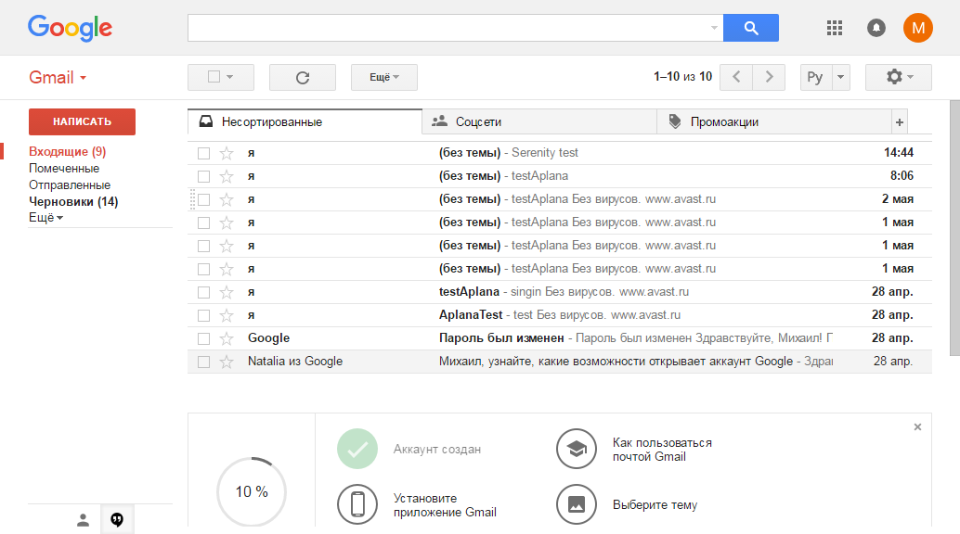 Google
M
Gmail
Ещё
1–10 из 10
Ру
НАПИСАТЬ
Входящие (9)
Помеченные
Отправленные
Черновики (14)
Ещё
Несортированные
Соцсети
Промоакции
+
я (без темы) - Serenity test 14:44
я (без темы) - testAplana 8:06
я (без темы) - testAplana Без вирусов. www.avast.ru 2 мая
я (без темы) - testAplana Без вирусов. www.avast.ru 1 мая
я (без темы) - testAplana Без вирусов. www.avast.ru 1 мая
я (без темы) - testAplana Без вирусов. www.avast.ru 1 мая
я testAplana - singin Без вирусов. www.avast.ru 28 апр.
я AplanaTest - test Без вирусов. www.avast.ru 28 апр.
Google Пароль был изменен - Пароль был изменен Здравствуйте, Михаил! 28 апр.
Natalia из Google Михаил, узнайте, какие возможности открывает аккаунт Google - Здра 28 апр.
10 %
Аккаунт создан
Как пользоваться
почтой Gmail
Установите
приложение Gmail
Выберите тему